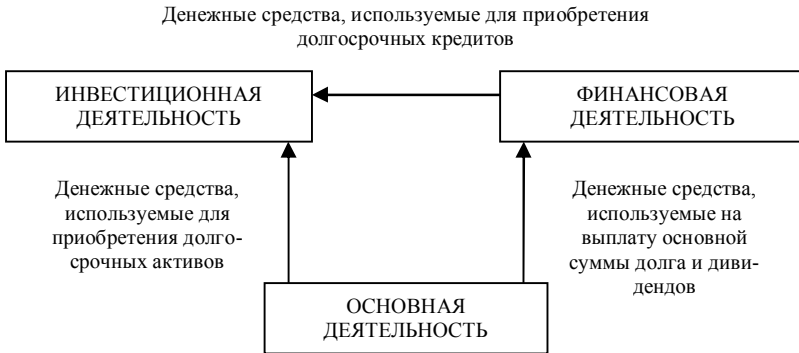 Денежные средства, используемые для приобретения
долгосрочных кредитов
ИНВЕСТИЦИОННАЯ
ДЕЯТЕЛЬНОСТЬ
ФИНАНСОВАЯ
ДЕЯТЕЛЬНОСТЬ
Денежные средства,
используемые для
приобретения долго-
срочных активов
Денежные средства,
используемые на
выплату основной
суммы долга и диви-
дендов
ОСНОВНАЯ
ДЕЯТЕЛЬНОСТЬ